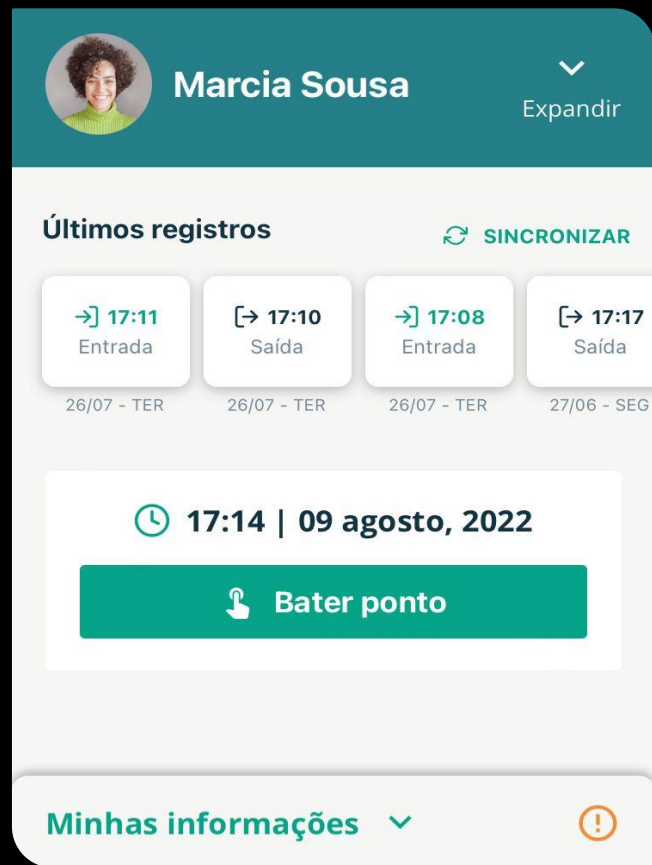 Marcia Sousa
Expandir
Últimos registros
SINCRONIZAR
17:11 17:10 17:08 17:17
Entrada Saída Entrada Saída
26/07 - TER 26/07 - TER 26/07 - TER 27/06 - SEG
17:14 | 09 agosto, 2022
Bater ponto
Minhas informações